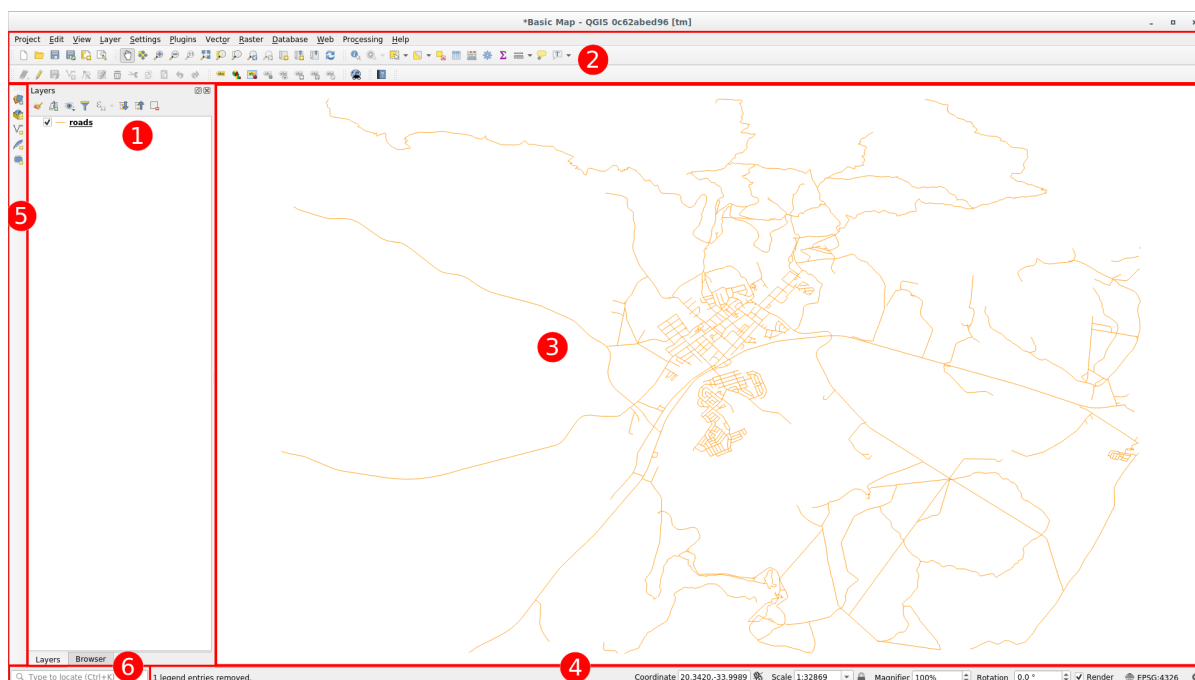 *Basic Map - QGIS 0c62abed96 [tm]
Project Edit View Layer Settings Plugins Vector Raster Database Web Processing Help
2
Layers
roads
1
5
3
Layers Browser
6
4
Type to locate (Ctrl+K) 1 legend entries removed. Coordinate 20.3420,-33.9989 Scale 1:32869 Magnifier 100% Rotation 0.0 ° Render EPSG:4326